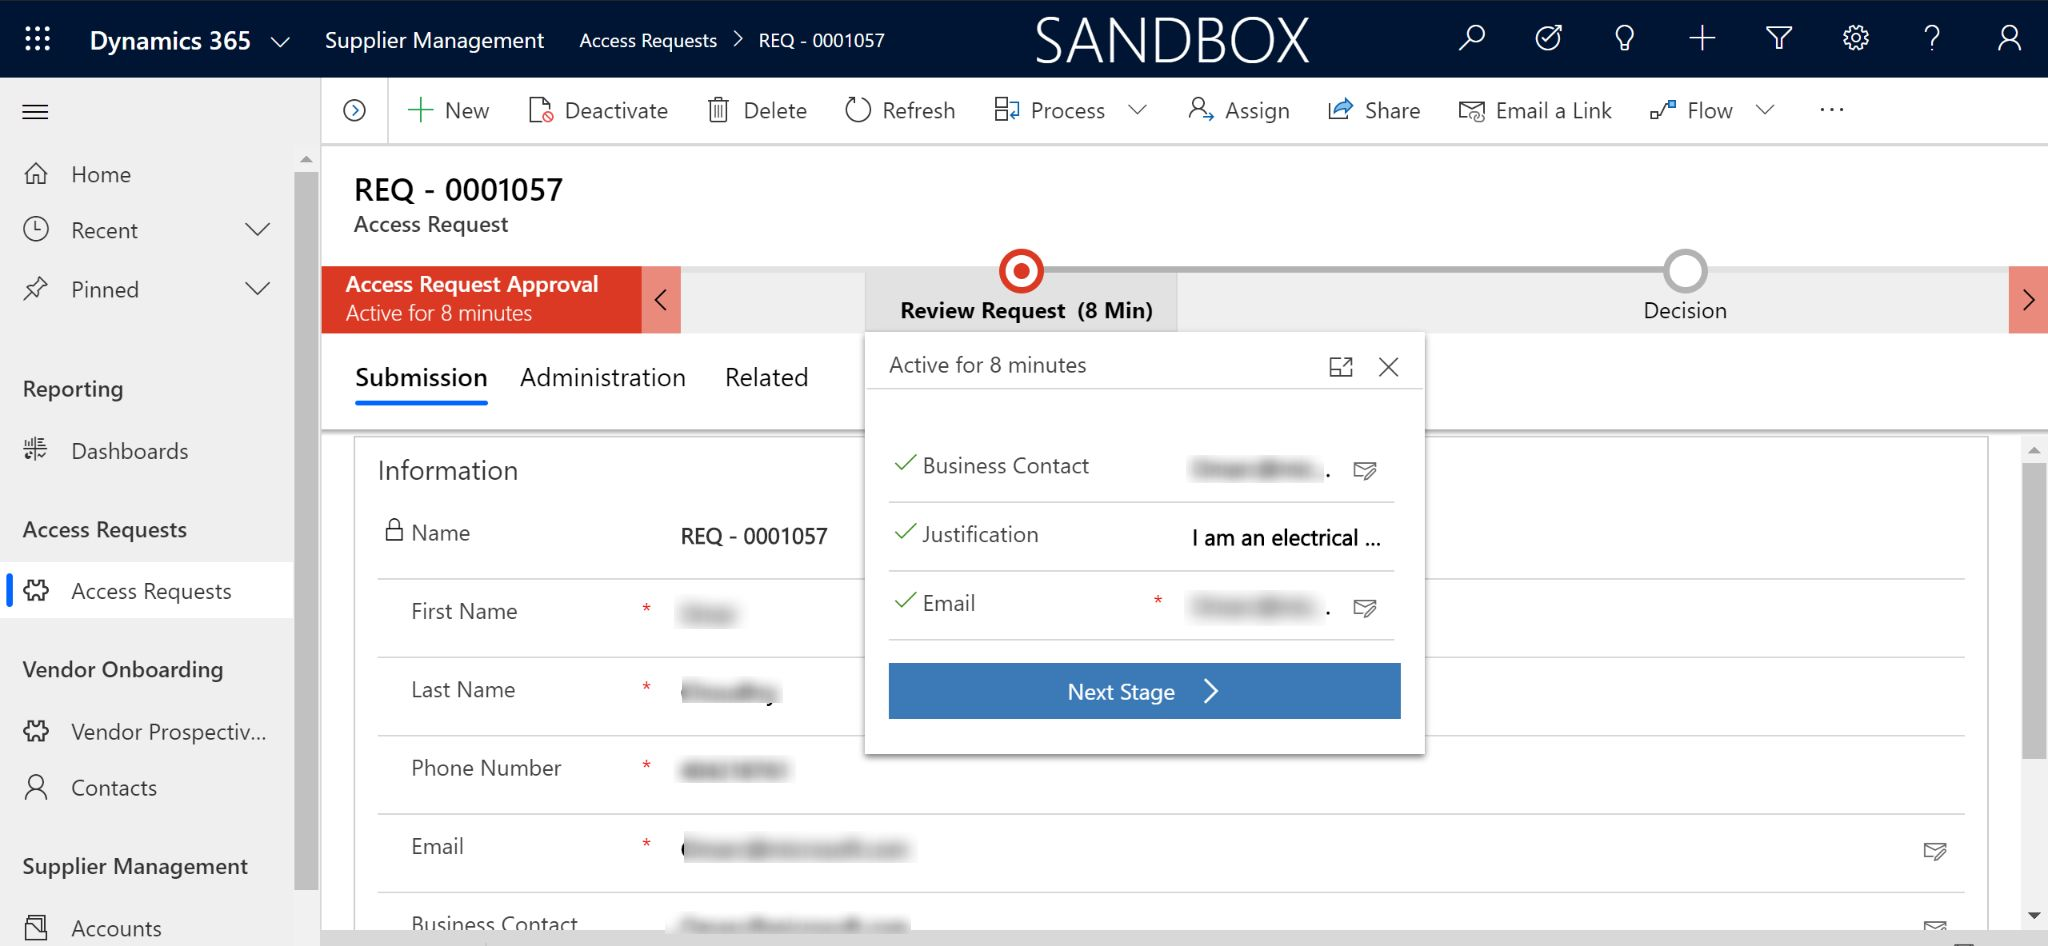 Dynamics 365 Supplier Management Access Requests > REQ - 0001057 SANDBOX
New Deactivate Delete Refresh Process Assign Share Email a Link Flow ...
Home
Recent
Pinned
Reporting
Dashboards
Access Requests
Access Requests
Vendor Onboarding
Vendor Prospectiv...
Contacts
Supplier Management
Accounts
REQ - 0001057
Access Request
Access Request Approval
Active for 8 minutes
Review Request (8 Min)
Decision
Submission Administration Related
Active for 8 minutes
Business Contact
Justification I am an electrical ...
Email *
Next Stage
Information
Name REQ - 0001057
First Name *
Last Name *
Phone Number *
Email *
Business Contact